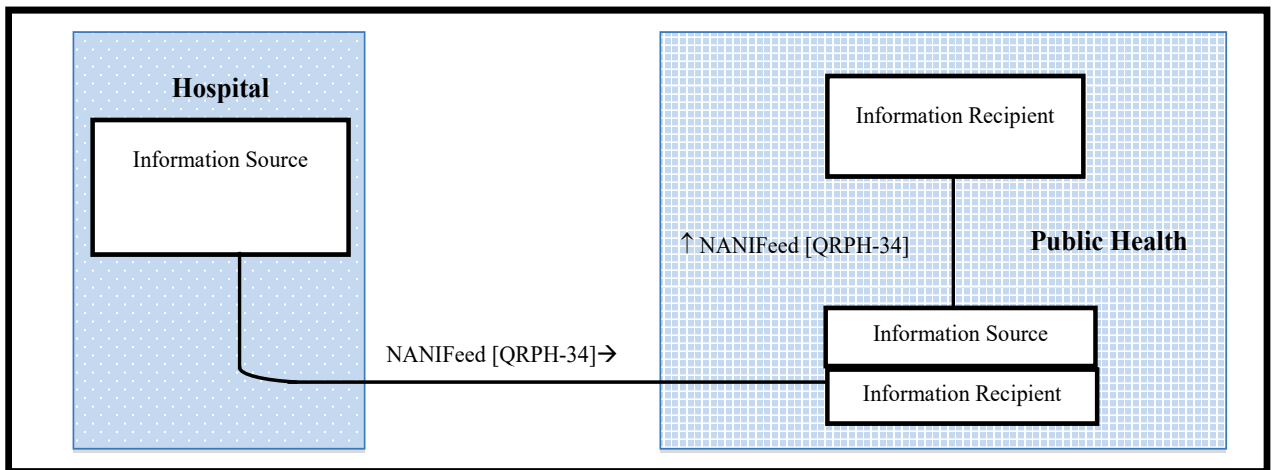 Hospital
Information Source
NANIFeed [QRPH-34]→
Information Recipient
↑ NANIFeed [QRPH-34]
Public Health
Information Source
Information Recipient